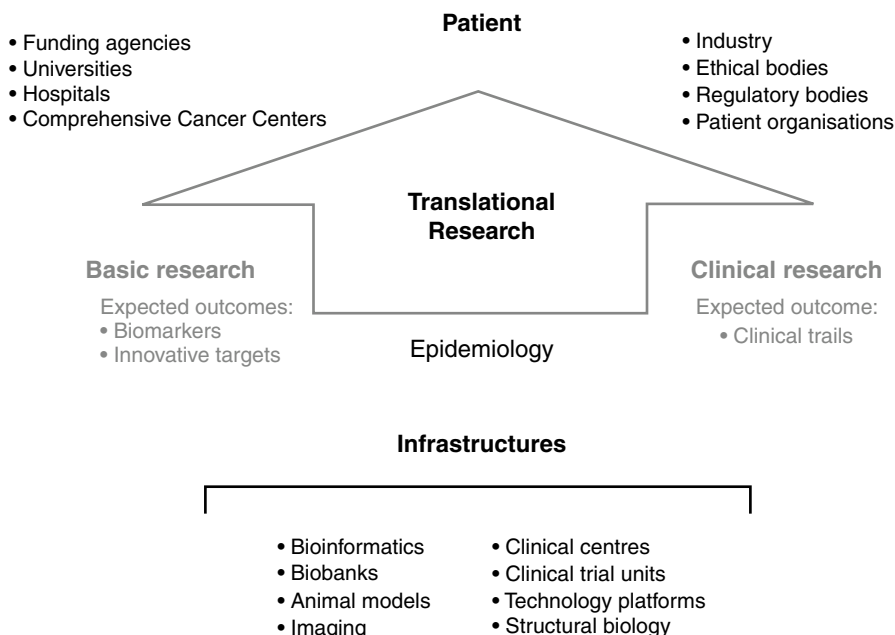 Patient
• Funding agencies
• Universities
• Hospitals
• Comprehensive Cancer Centers
• Industry
• Ethical bodies
• Regulatory bodies
• Patient organisations
Translational
Research
Basic research
Expected outcomes:
• Biomarkers
• Innovative targets
Clinical research
Expected outcome:
• Clinical trails
Epidemiology
Infrastructures
• Bioinformatics
• Biobanks
• Animal models
• Imaging
• Clinical centres
• Clinical trial units
• Technology platforms
• Structural biology